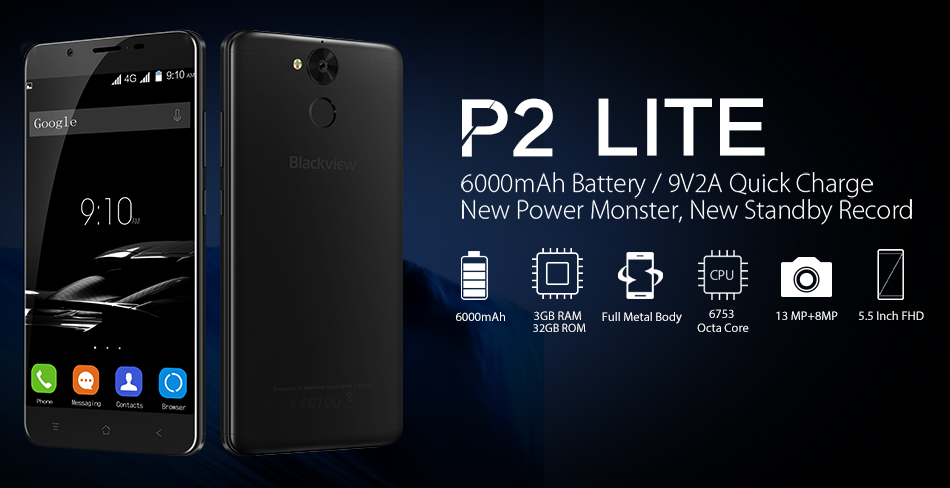 4G 9:10 AM
Google
9:10
Phone Messaging Contacts Browser
Blackview
CE0700
P2 LITE
6000mAh Battery / 9V2A Quick Charge
New Power Monster, New Standby Record
CPU
6000mAh
3GB RAM
32GB ROM
Full Metal Body
6753
Octa Core
13 MP+8MP
5.5 Inch FHD